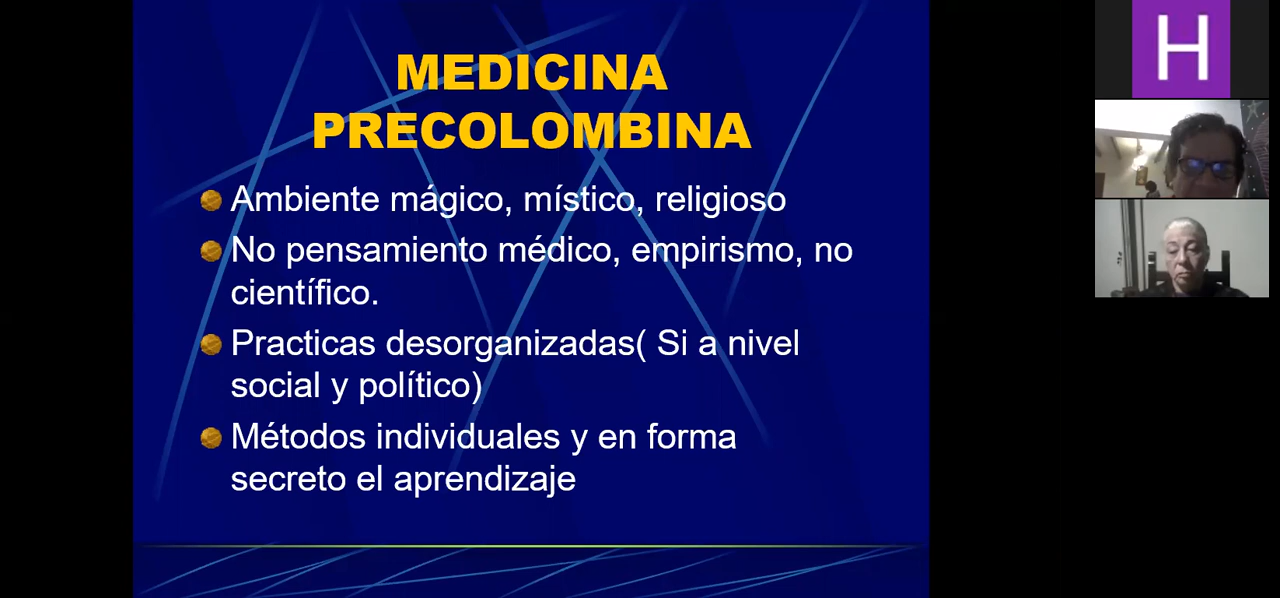 MEDICINA
PRECOLOMBINA
Ambiente mágico, místico, religioso
No pensamiento médico, empirismo, no
científico.
Practicas desorganizadas( Si a nivel
social y político)
Métodos individuales y en forma
secreto el aprendizaje
H